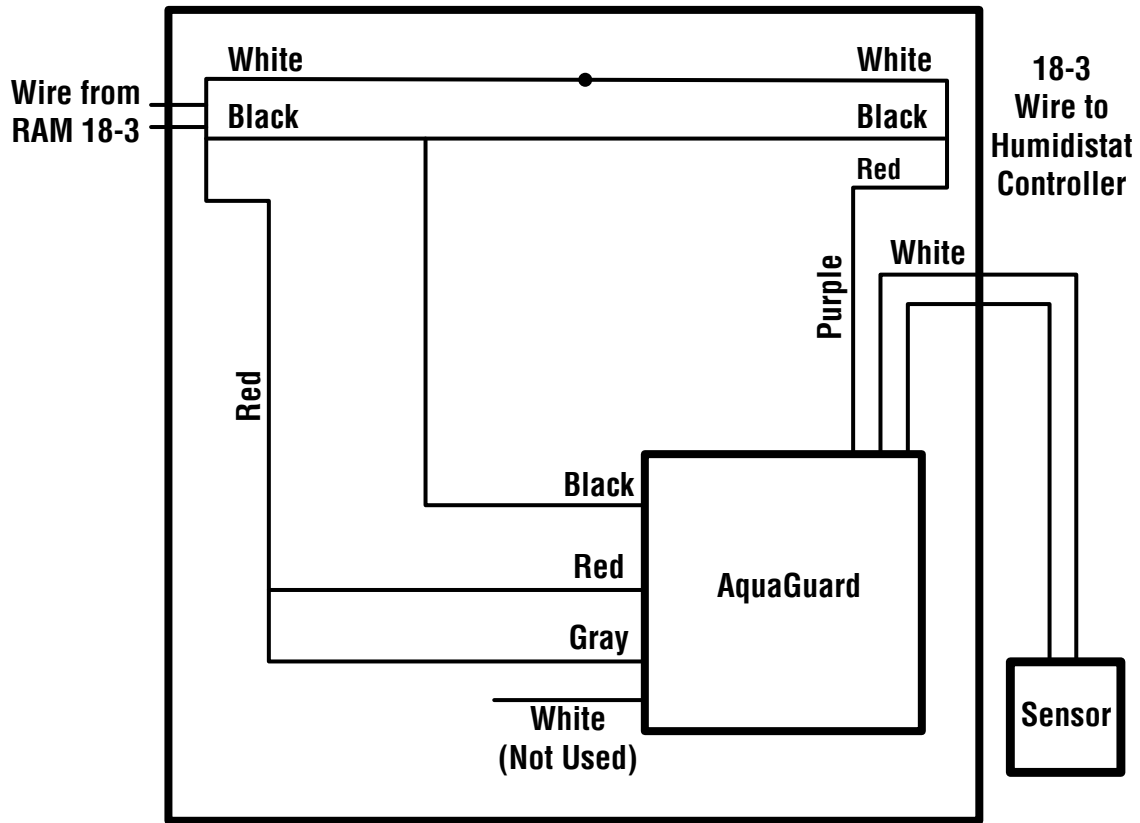 White
White
Wire from
RAM 18-3
Black
Black
Red
18-3
Wire to
Humidistat
Controller
White
Purple
Red
Black
Red
Gray
AquaGuard
White
(Not Used)
Sensor